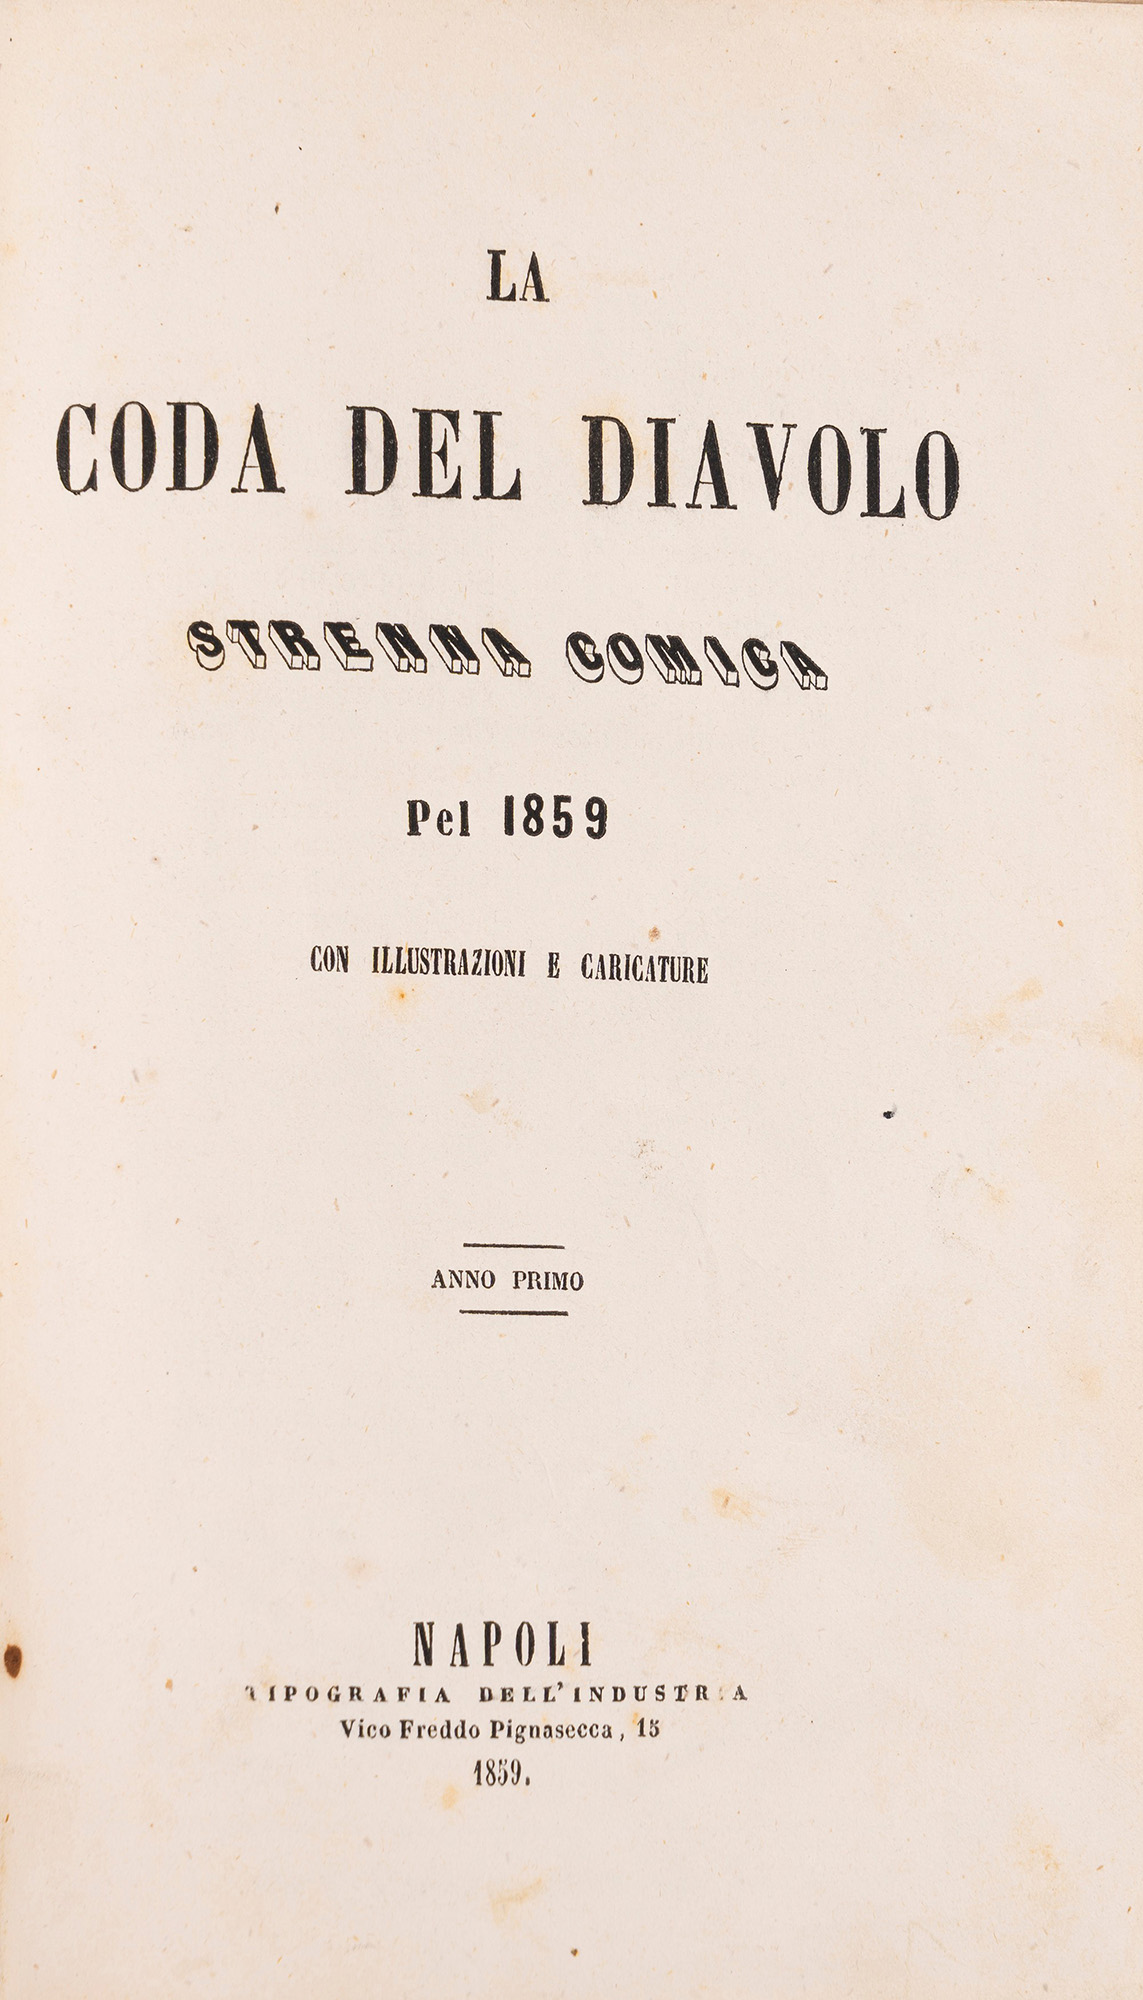 LA
CODA DEL DIAVOLO
STRENNA COMICA
Pel 1859
CON ILLUSTRAZIONI E CARICATURE
ANNO PRIMO
NAPOLI
TIPOGRAFIA DELL'INDUSTRIA
Vico Freddo Pignasecca, 15
1859.